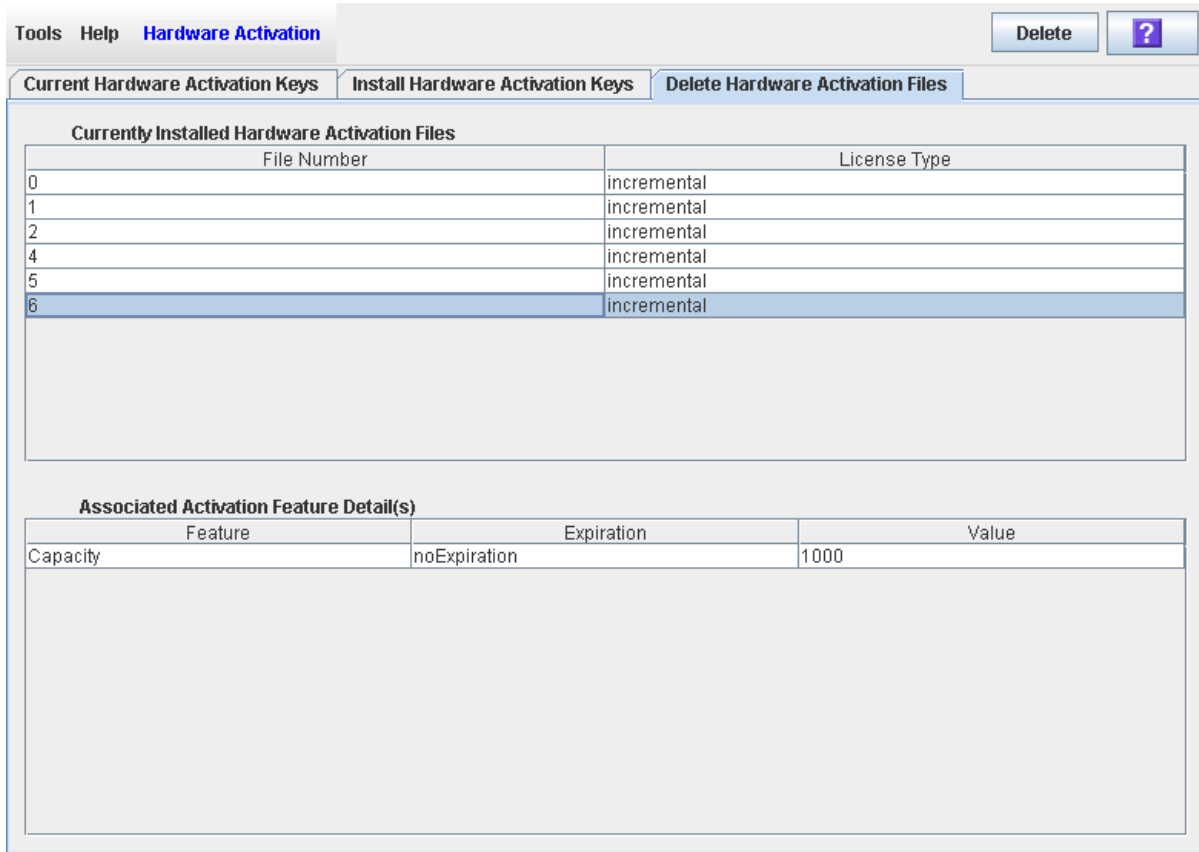 Tools Help Hardware Activation Delete ?
Current Hardware Activation Keys Install Hardware Activation Keys Delete Hardware Activation Files
Currently Installed Hardware Activation Files
File Number License Type
0 incremental
1 incremental
2 incremental
4 incremental
5 incremental
6 incremental
Associated Activation Feature Detail(s)
Feature Expiration Value
Capacity noExpiration 1000